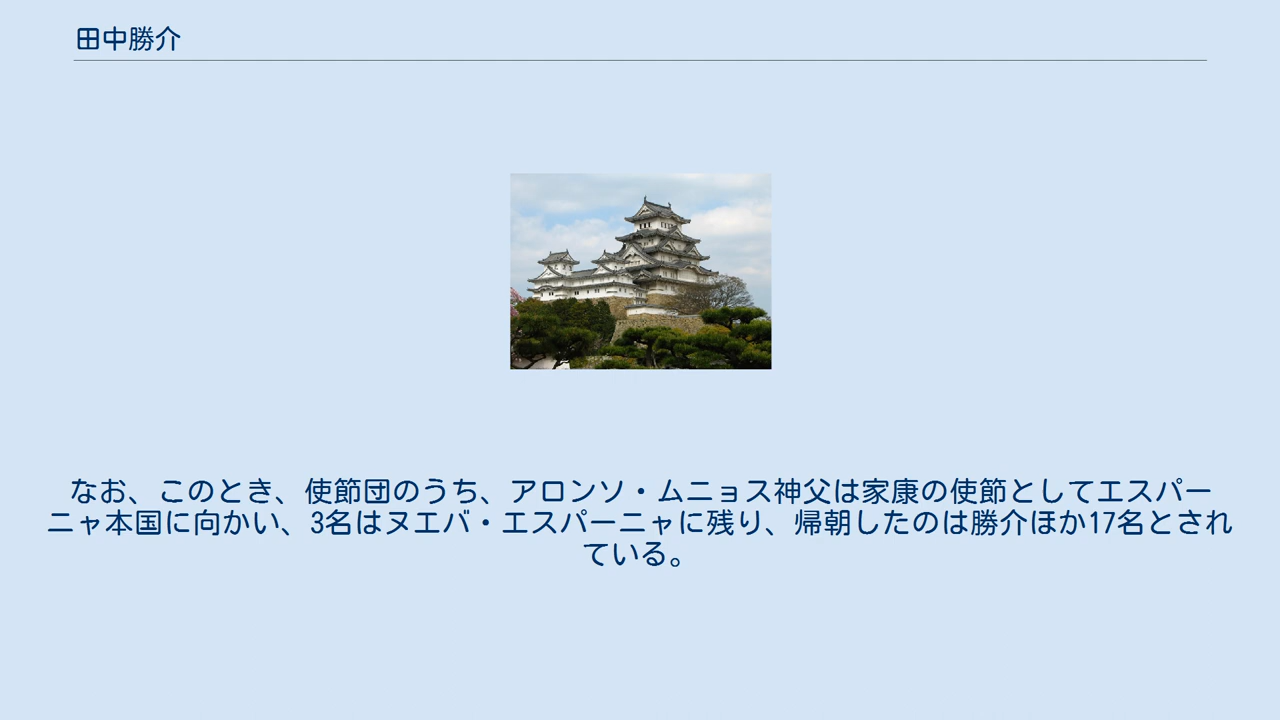 田中勝介
なお、このとき、使節団のうち、アロンソ・ムニョス神父は家康の使節としてエスパー
ニャ本国に向かい、3名はヌエバ・エスパーニャに残り、帰朝したのは勝介ほか17名とされ
ている。